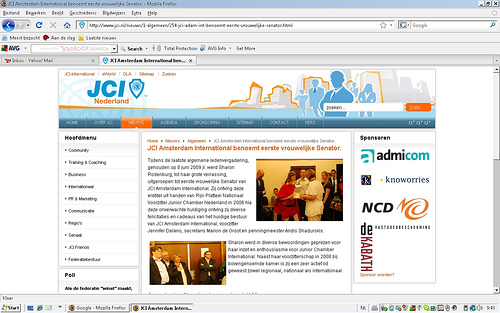 JCI Amsterdam International benoemt eerste vrouwelijke Senator. - Mozilla Firefox
Bestand Bewerken Beeld Geschiedenis Bladwijzers Extra Help
http://www.jci.nl/nieuws/1-algemeen/254-jci-adam-int-benoemt-eerste-vrouwelijke-senator.html
Google
Meest bezocht Aan de slag Laatste nieuws
AVG YAHOO! SEARCH Search Total Protection AVG Info Get More
Inbox - Yahoo! Mail JCI Amsterdam International ben...
JCI-international eWorld DLA Sitemap Zoeken
JCI
Nederland
zoeken... ZOEK
HOME OVER JCI NIEUWS AGENDA SPONSORING SITEMAP CONTACT PERS
Hoofdmenu
Community
Training & Coaching
Business
Internationaal
PR & Marketing
Communicatie
Regio's
Senaat
JCI Friends
Federatiebestuur
Poll
Als de federatie "winst" maakt,
Home Nieuws Algemeen JCI Amsterdam International benoemt eerste vrouwelijke Senator.
JCI Amsterdam International benoemt eerste vrouwelijke Senator.
Tijdens de laatste algemene ledenvergadering,
gehouden op 8 juni 2009 jl. werd Sharon
Rodenburg, tot haar grote verrassing,
uitgeroepen tot eerste vrouwelijke Senator van
JCI Amsterdam International. Zij ontving deze
eretitel uit handen van Rijn Platteel Nationaal
Voorzitter Junior Chamber Nederland in 2008. Na
deze onverwachte huldiging ontving zij diverse
felicitaties en cadeaus van het huidige bestuur
van JCI Amsterdam International, voorzitter
Jennifer Delano, secretaris Marlon de Groot en penningmeester Andis Shadurskis.
Sharon werd in diverse bewoordingen geprezen voor
haar inzet en enthousiasme voor Junior Chamber
International. Naast haar voorzitterschap in 2008 bij
bovengenoemde kamer is zij een zeer actief lid
geweest zowel regionaal, nationaal als internationaal.
Sponsoren
admicom
knoworries
NCD
VASTGOEDBESCHERMING
de KARBATH
Sponsor worden?
Klaar
Start Google - Mozilla Firefox JCI Amsterdam Intern... NL 9:43